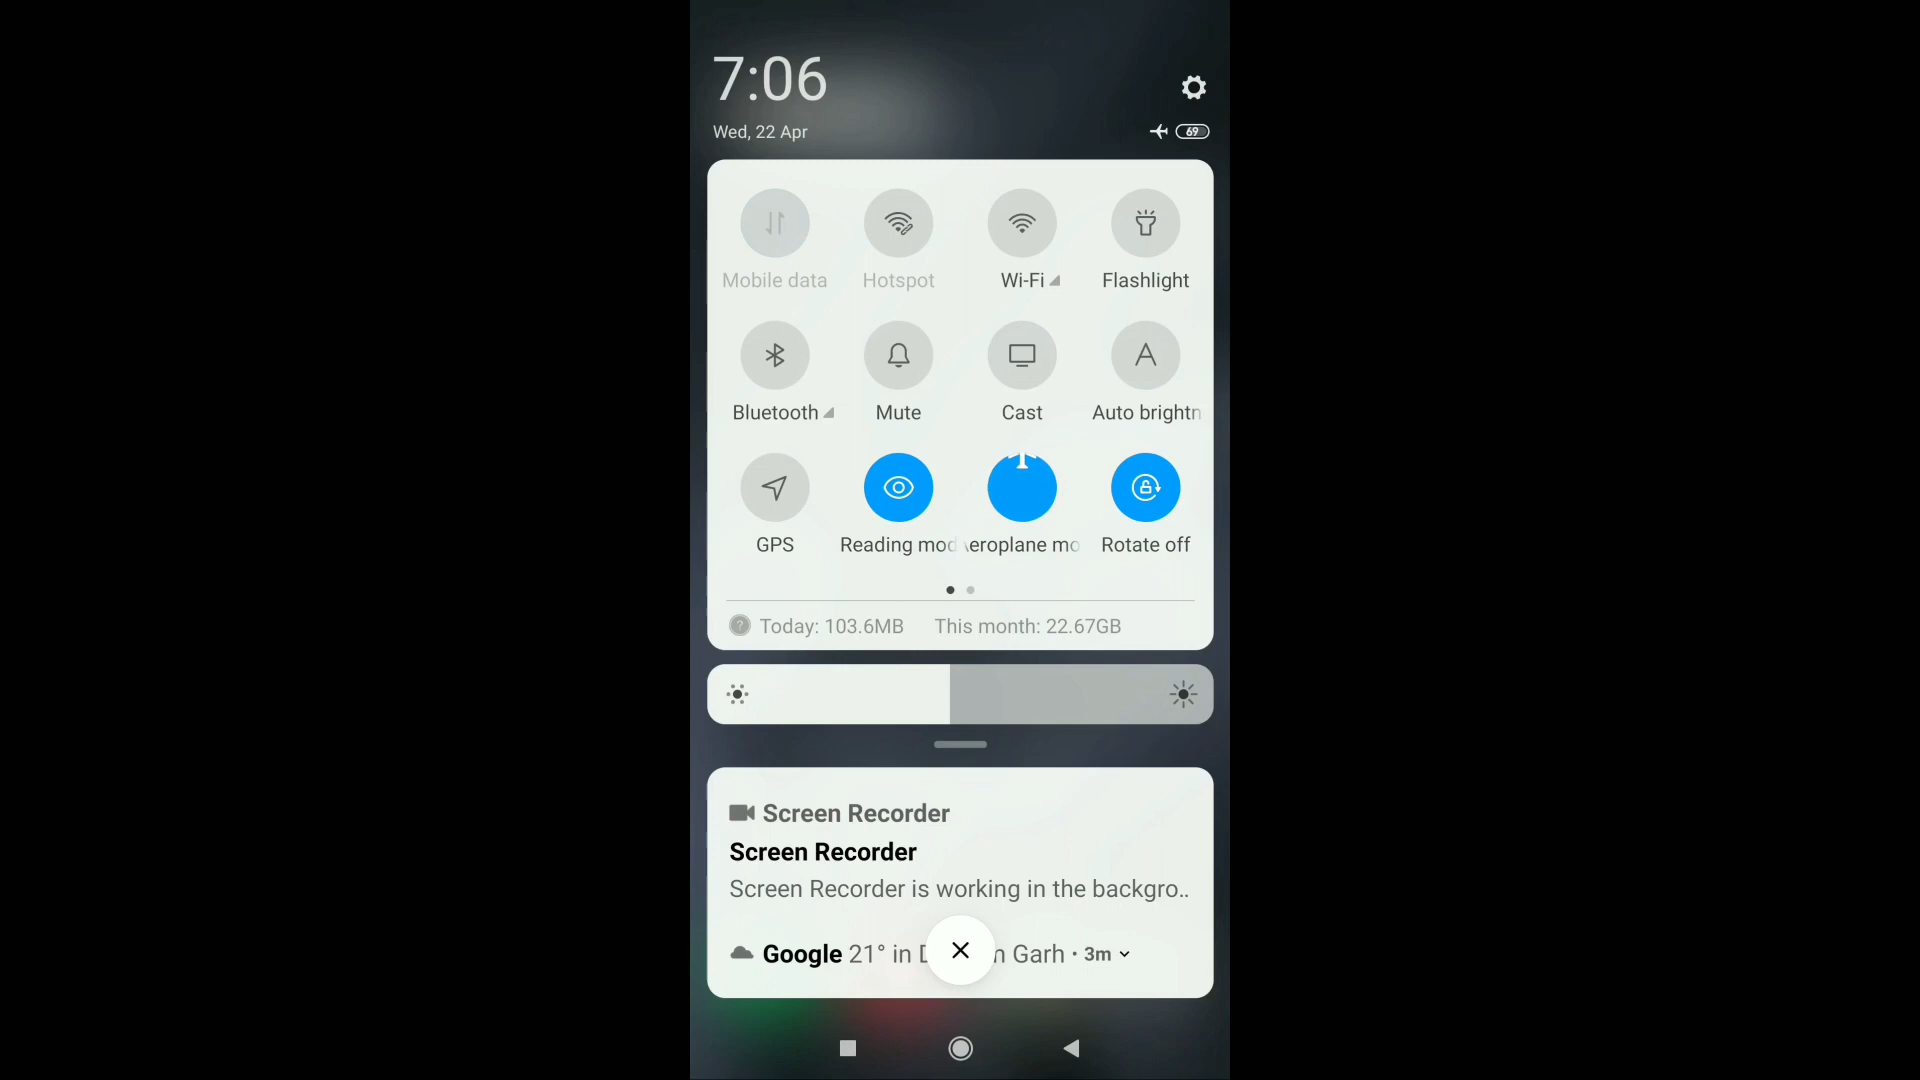 7:06
Wed, 22 Apr
69
Mobile data Hotspot Wi-Fi Flashlight
Bluetooth Mute Cast Auto brightn
GPS Reading mod eroplane mo Rotate off
Today: 103.6MB This month: 22.67GB
Screen Recorder
Screen Recorder
Screen Recorder is working in the backgro..
Google 21° in Garh • 3m